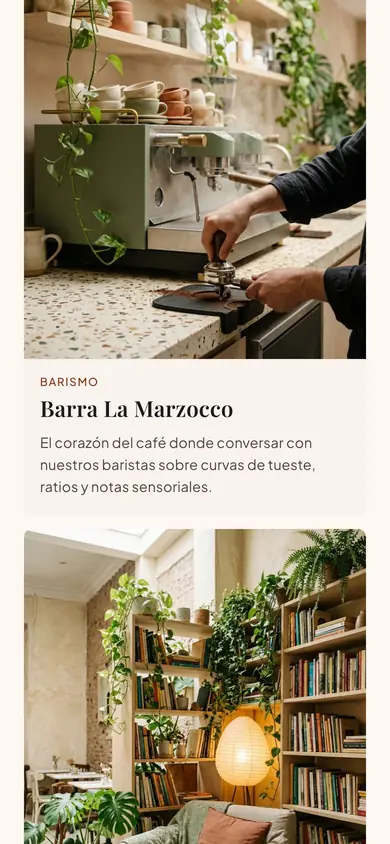 BARISMO
Barra La Marzocco
El corazón del café donde conversar con
nuestros baristas sobre curvas de tueste,
ratios y notas sensoriales.